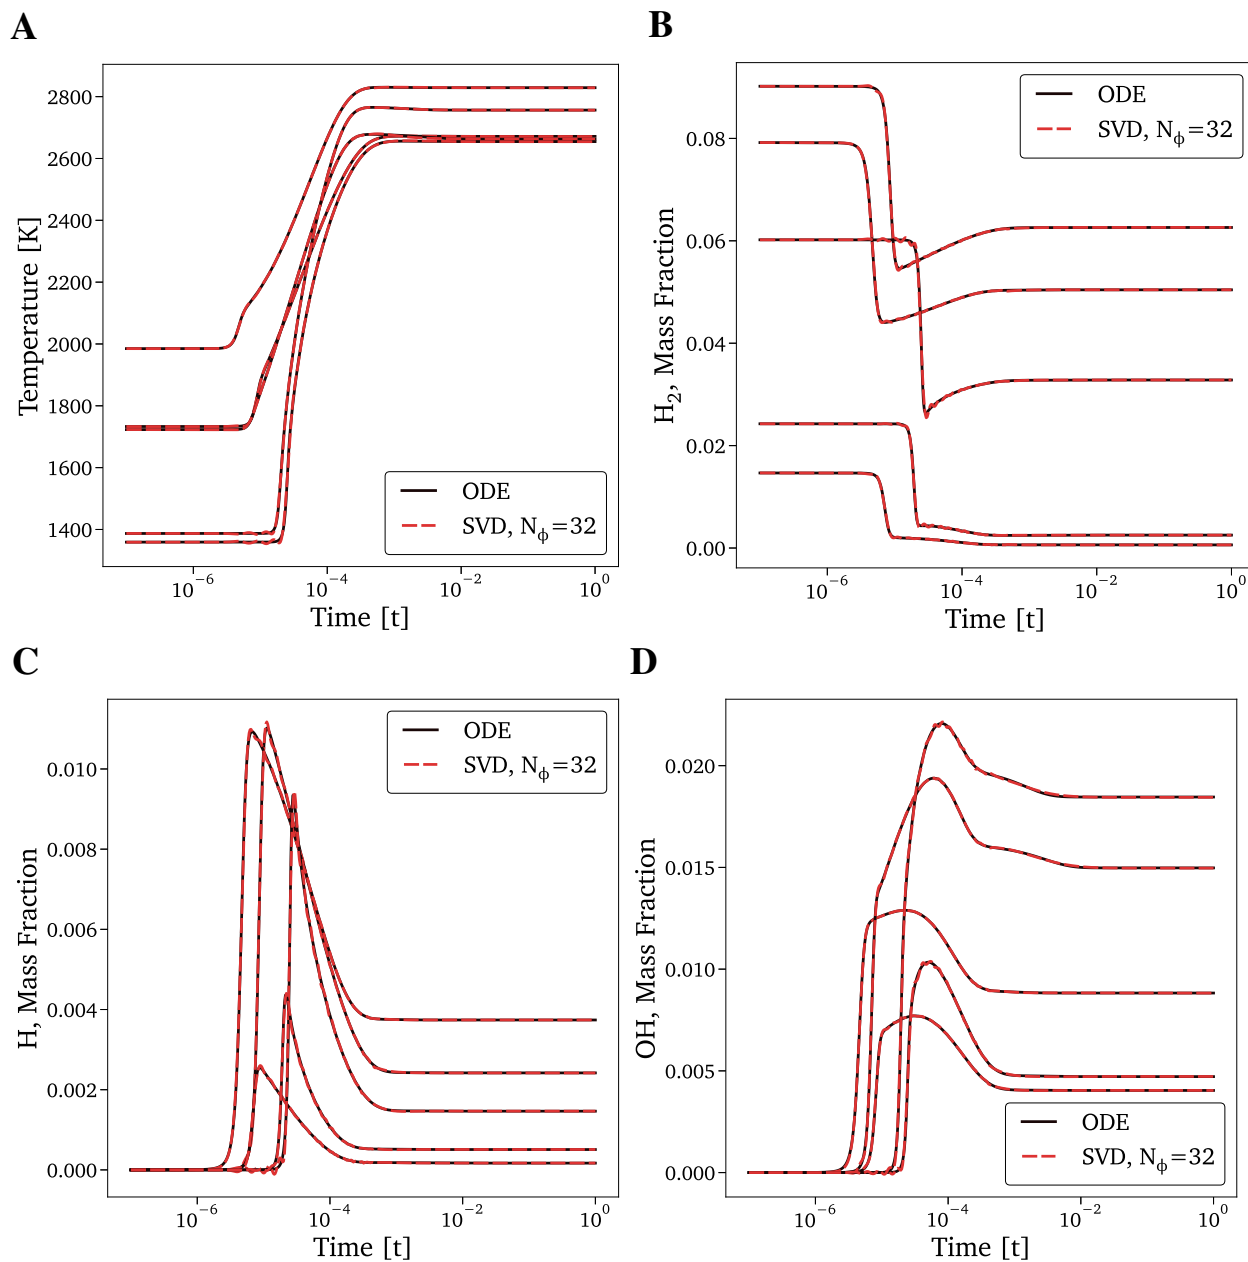 A
2800
2600
2400
2200
2000
1800
1600
1400
Temperature [K]
ODE
SVD, Nϕ=32
10⁻⁶ 10⁻⁴ 10⁻² 10⁰
Time [t]
B
0.08
0.06
0.04
0.02
0.00
H₂, Mass Fraction
ODE
SVD, Nϕ=32
10⁻⁶ 10⁻⁴ 10⁻² 10⁰
Time [t]
C
0.010
0.008
0.006
0.004
0.002
0.000
H, Mass Fraction
ODE
SVD, Nϕ=32
10⁻⁶ 10⁻⁴ 10⁻² 10⁰
Time [t]
D
0.020
0.015
0.010
0.005
0.000
OH, Mass Fraction
ODE
SVD, Nϕ=32
10⁻⁶ 10⁻⁴ 10⁻² 10⁰
Time [t]